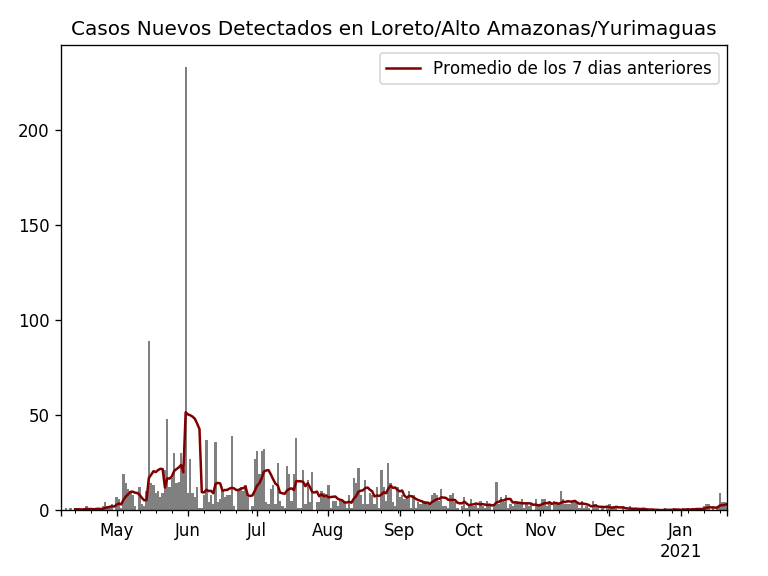 Casos Nuevos Detectados en Loreto/Alto Amazonas/Yurimaguas
Promedio de los 7 dias anteriores
200
150
100
50
0
May Jun Jul Aug Sep Oct Nov Dec Jan
2021